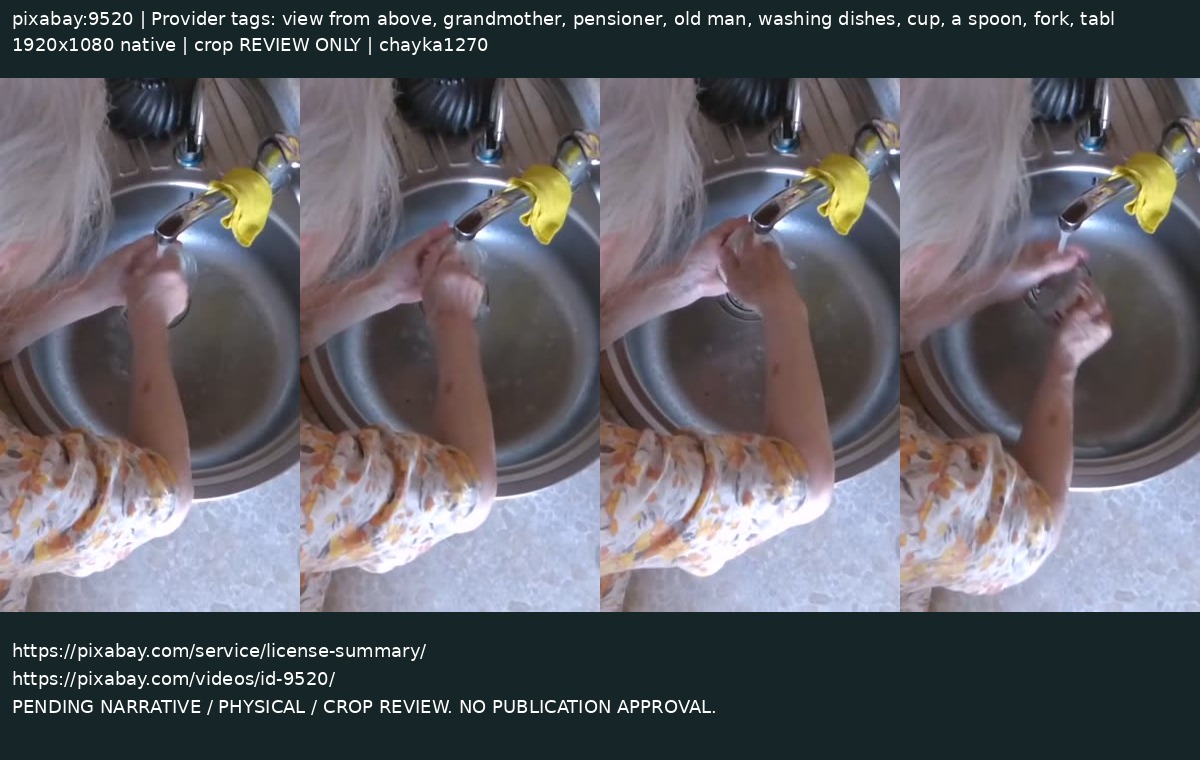 pixabay:9520 | Provider tags: view from above, grandmother, pensioner, old man, washing dishes, cup, a spoon, fork, tabl
1920x1080 native | crop REVIEW ONLY | chayka1270
https://pixabay.com/service/license-summary/
https://pixabay.com/videos/id-9520/
PENDING NARRATIVE / PHYSICAL / CROP REVIEW. NO PUBLICATION APPROVAL.